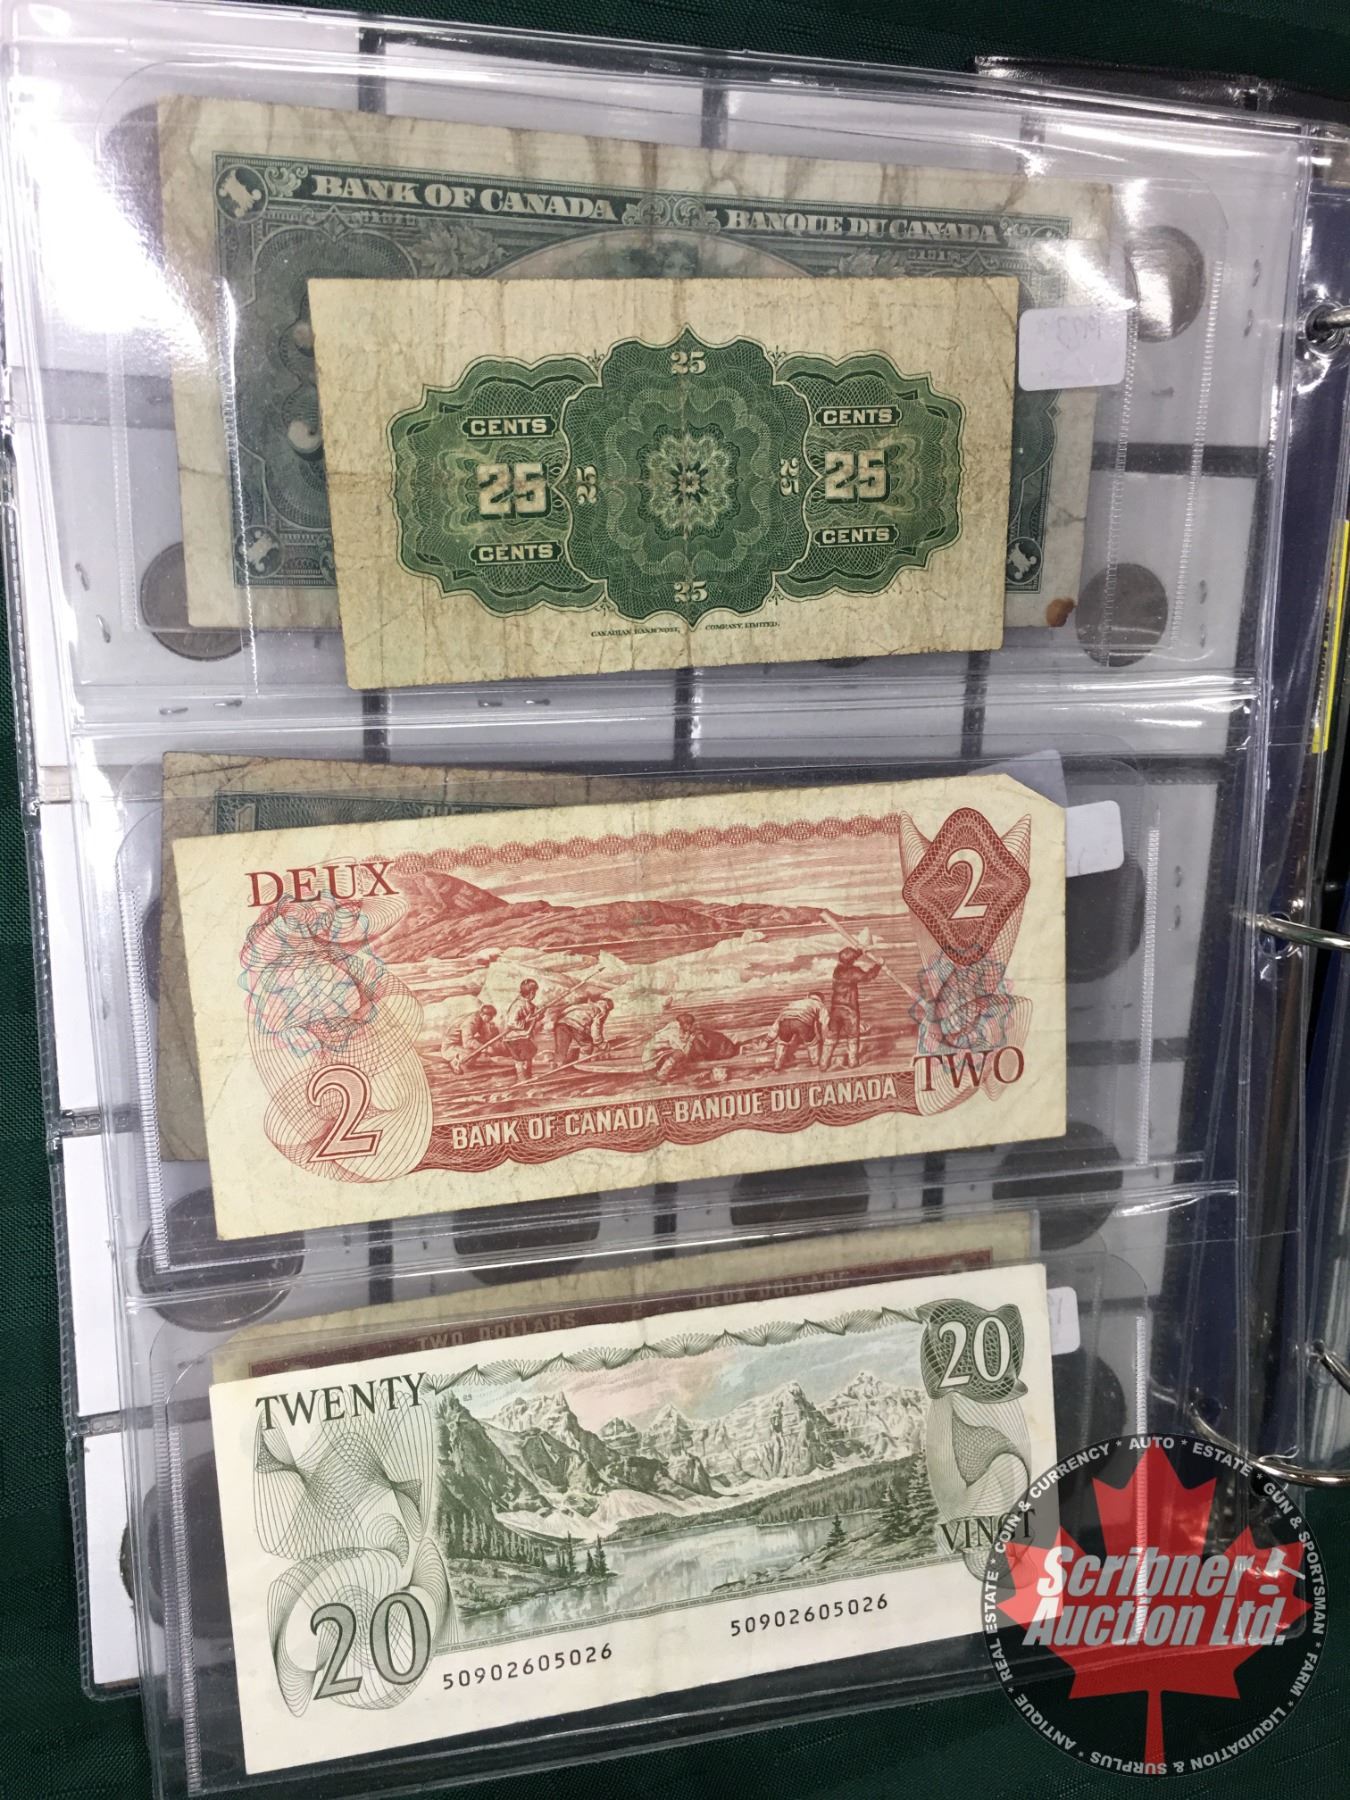 BANK OF CANADA
BANQUE DU CANADA
25
CENTS
CENTS
25
25
25
25
CENTS
CENTS
25
CANADIAN BANK NOTE COMPANY, LIMITED.
DEUX
2
2
TWO
BANK OF CANADA - BANQUE DU CANADA
TWO DOLLARS
DEUX DOLLARS
TWENTY
20
VINGT
20
50902605026
50902605026
Scribner
Auction Ltd.
REAL ESTATE * COIN & CURRENCY * AUTO * ESTATE * GUN & SPORTSMAN * FARM * LIQUIDATION & SURPLUS * ANTIQUE *